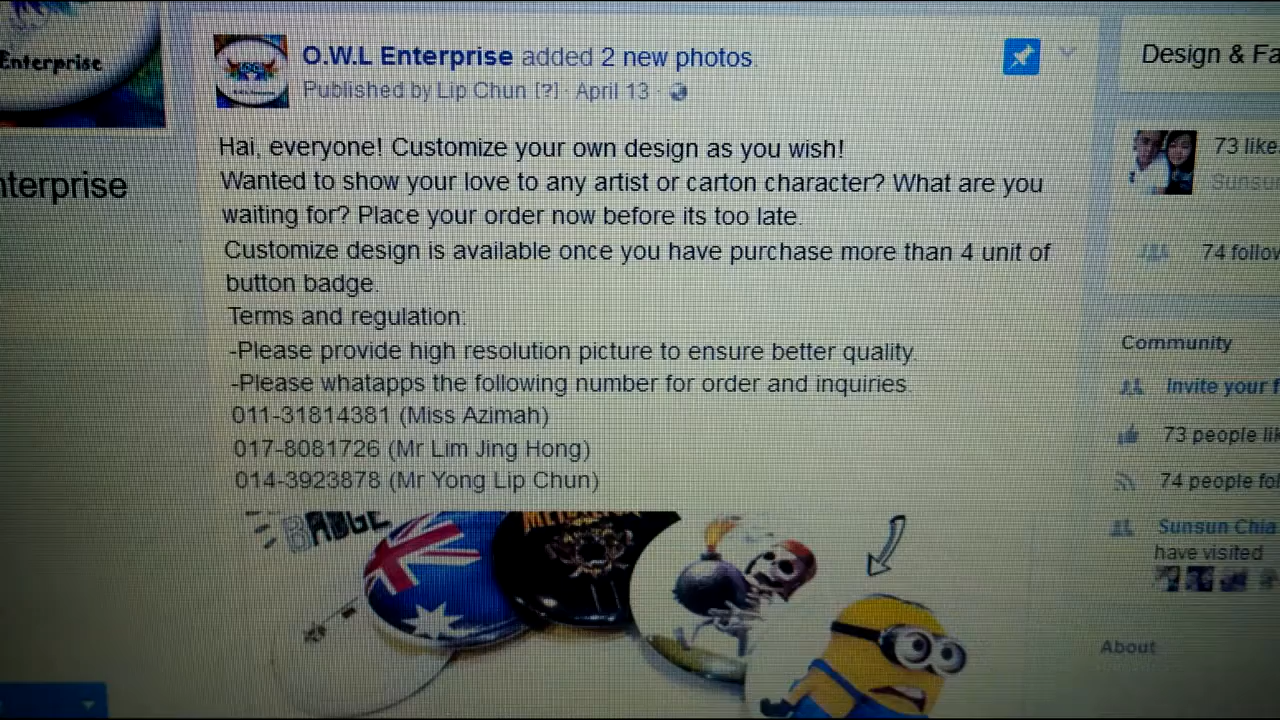 Enterprise
nterprise
O.W.L Enterprise added 2 new photos.
Published by Lip Chun [?] · April 13 ·
Hai, everyone! Customize your own design as you wish!
Wanted to show your love to any artist or carton character? What are you
waiting for? Place your order now before its too late.
Customize design is available once you have purchase more than 4 unit of
button badge.
Terms and regulation:
-Please provide high resolution picture to ensure better quality.
-Please whatapps the following number for order and inquiries.
011-31814381 (Miss Azimah)
017-8081726 (Mr Lim Jing Hong)
014-3923878 (Mr Yong Lip Chun)
BADGE
Design & Fa
73 like
Sunsu
74 follow
Community
Invite your f
73 people lik
74 people fol
Sunsun Chia
have visited
About